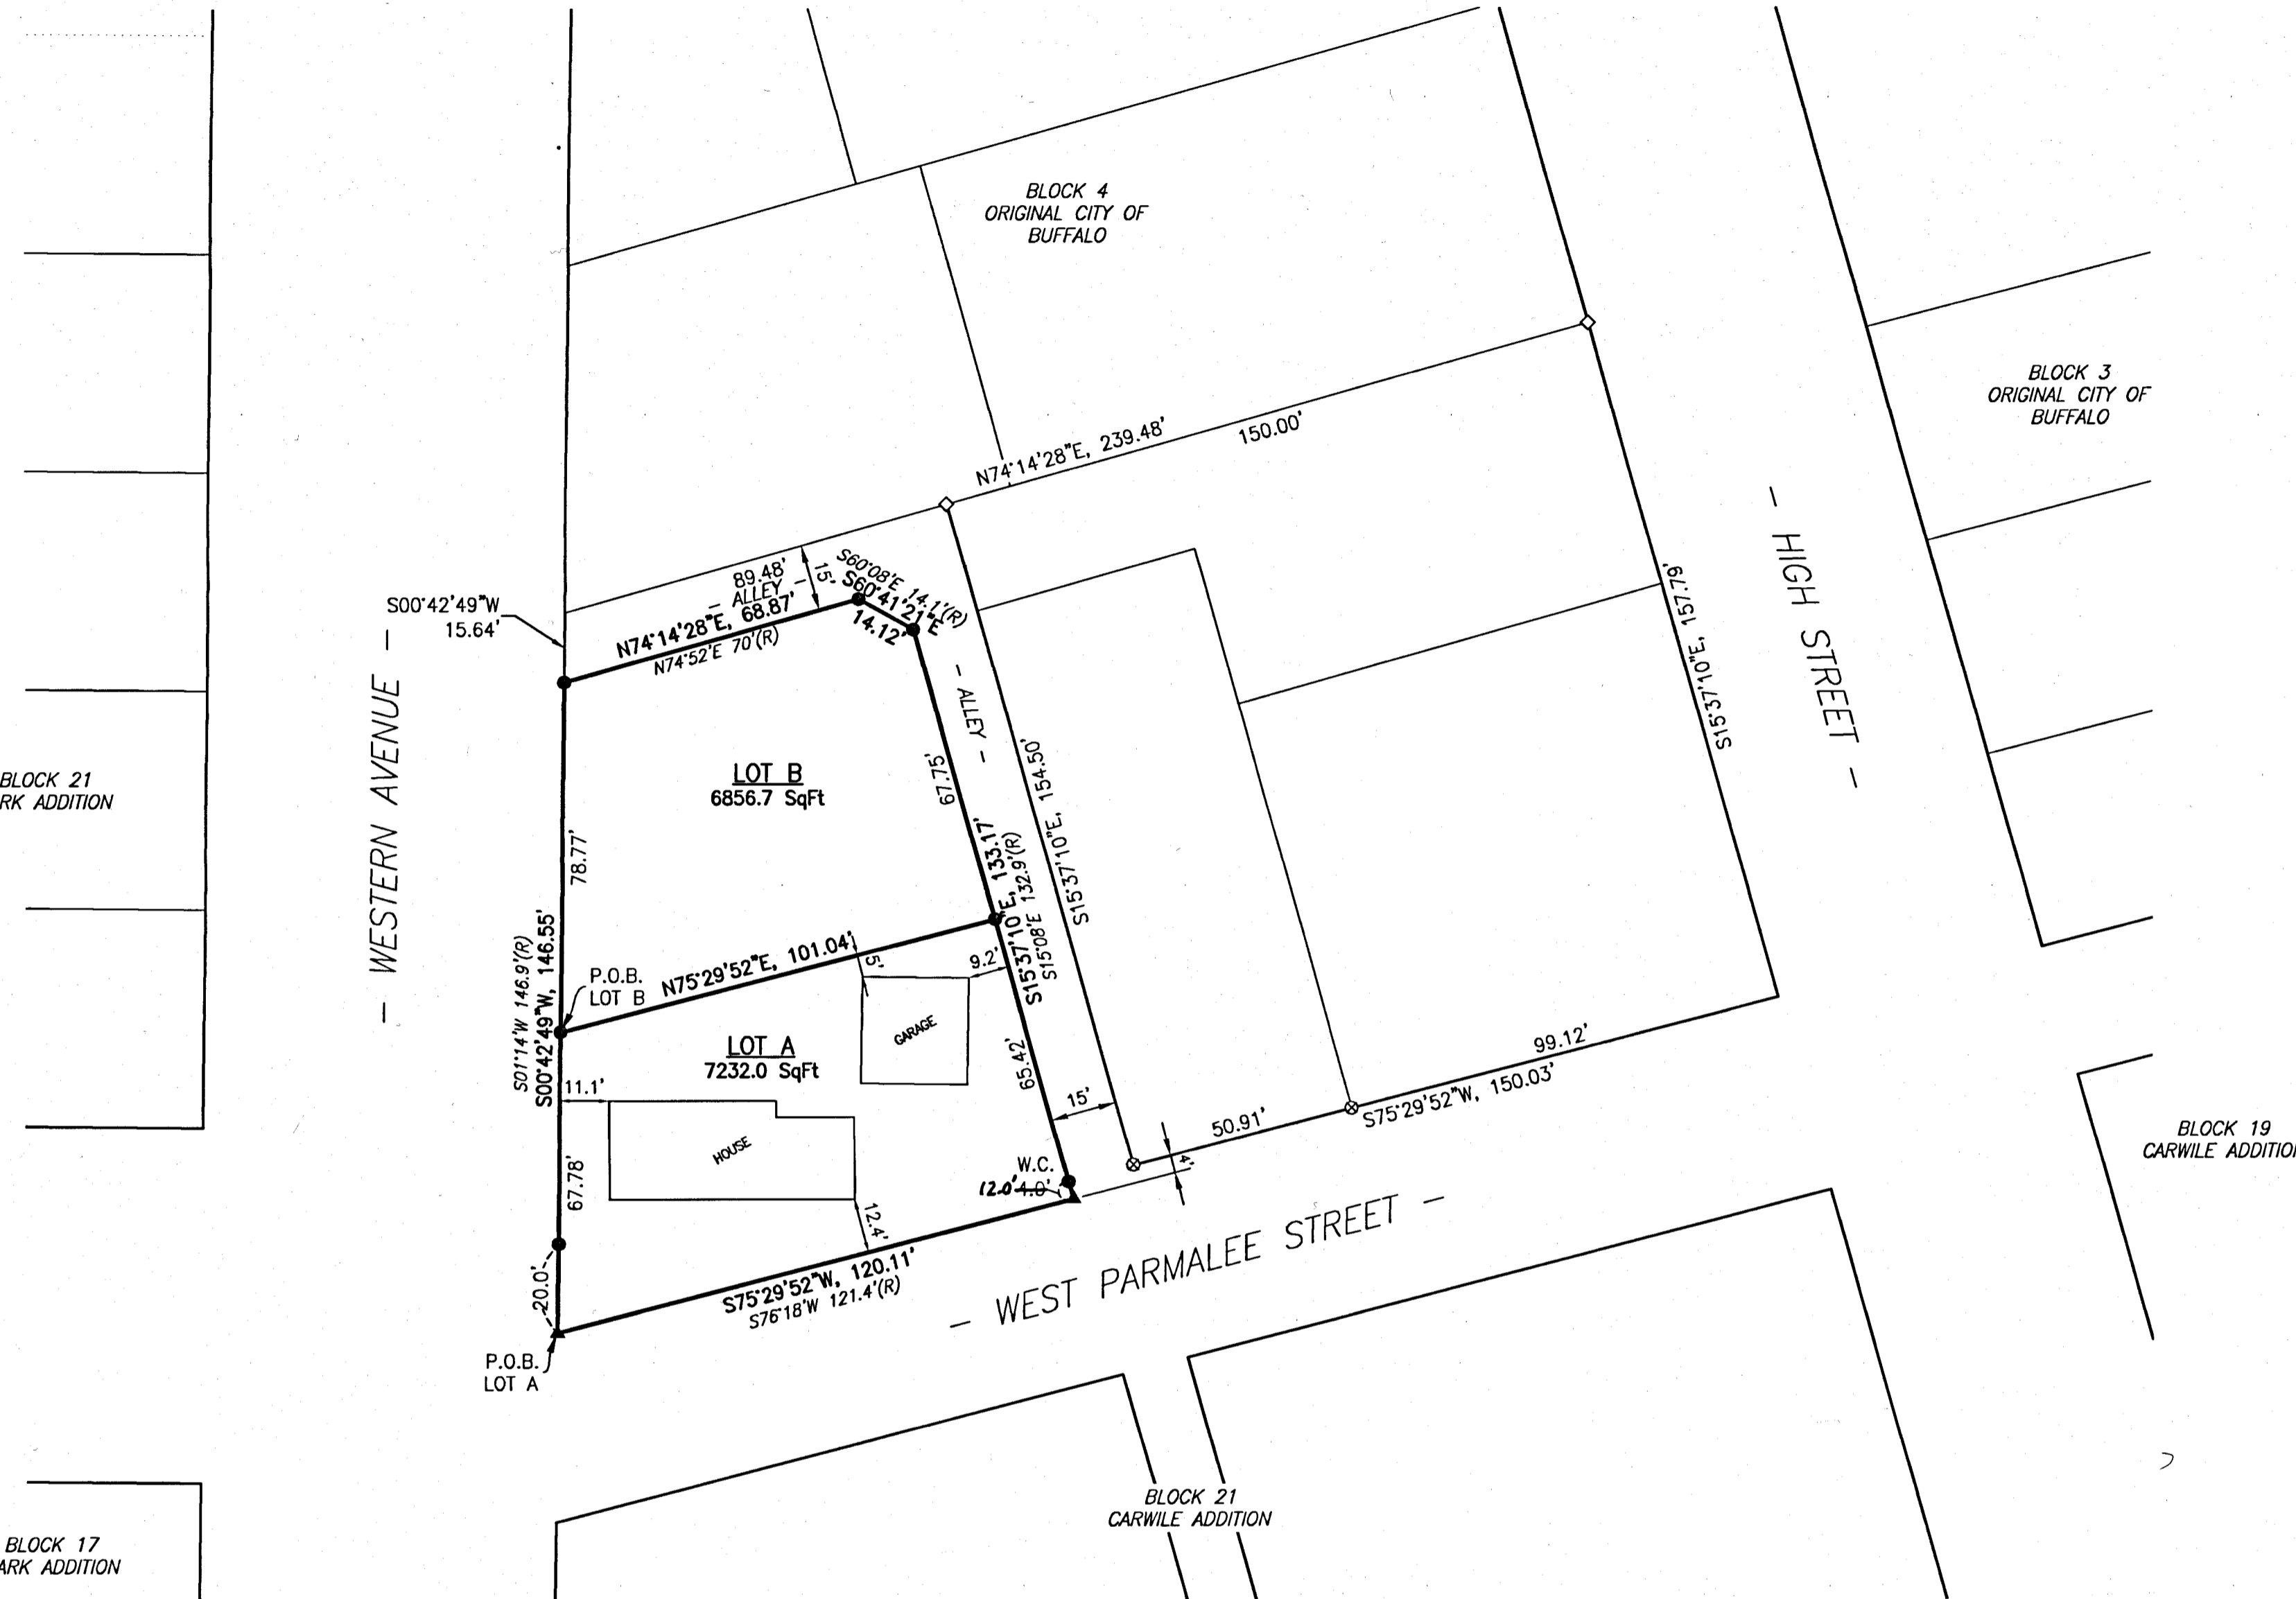 BLOCK 4
ORIGINAL CITY OF
BUFFALO
BLOCK 3
ORIGINAL CITY OF
BUFFALO
N74°14'28"E, 239.48'
150.00'
- HIGH STREET -
S15°37'10"E, 157.79'
S00°42'49"W
15.64'
89.48'
- ALLEY -
15'
S60°08'E 14.1'(R)
S60°41'21"E
14.12'
N74°14'28"E, 68.87'
N74°52'E 70'(R)
- WESTERN AVENUE -
- ALLEY -
BLOCK 21
RK ADDITION
LOT B
6856.7 SqFt
67.75'
S15°37'10"E, 154.50'
78.77'
S15°37'10"E, 133.17'
S15°08'E 132.9'(R)
S01°14'W 146.9'(R)
S00°42'49"W, 146.55'
P.O.B.
LOT B
N75°29'52"E, 101.04'
5'
9.2'
GARAGE
LOT A
7232.0 SqFt
65.42'
11.1'
HOUSE
15'
67.78'
50.91'
99.12'
S75°29'52"W, 150.03'
4'
W.C.
12.0' 4.0'
12.4'
20.0'
S75°29'52"W, 120.11'
S76°18'W 121.4'(R)
- WEST PARMALEE STREET -
P.O.B.
LOT A
BLOCK 19
CARWILE ADDITIO
BLOCK 21
CARWILE ADDITION
BLOCK 17
ARK ADDITION